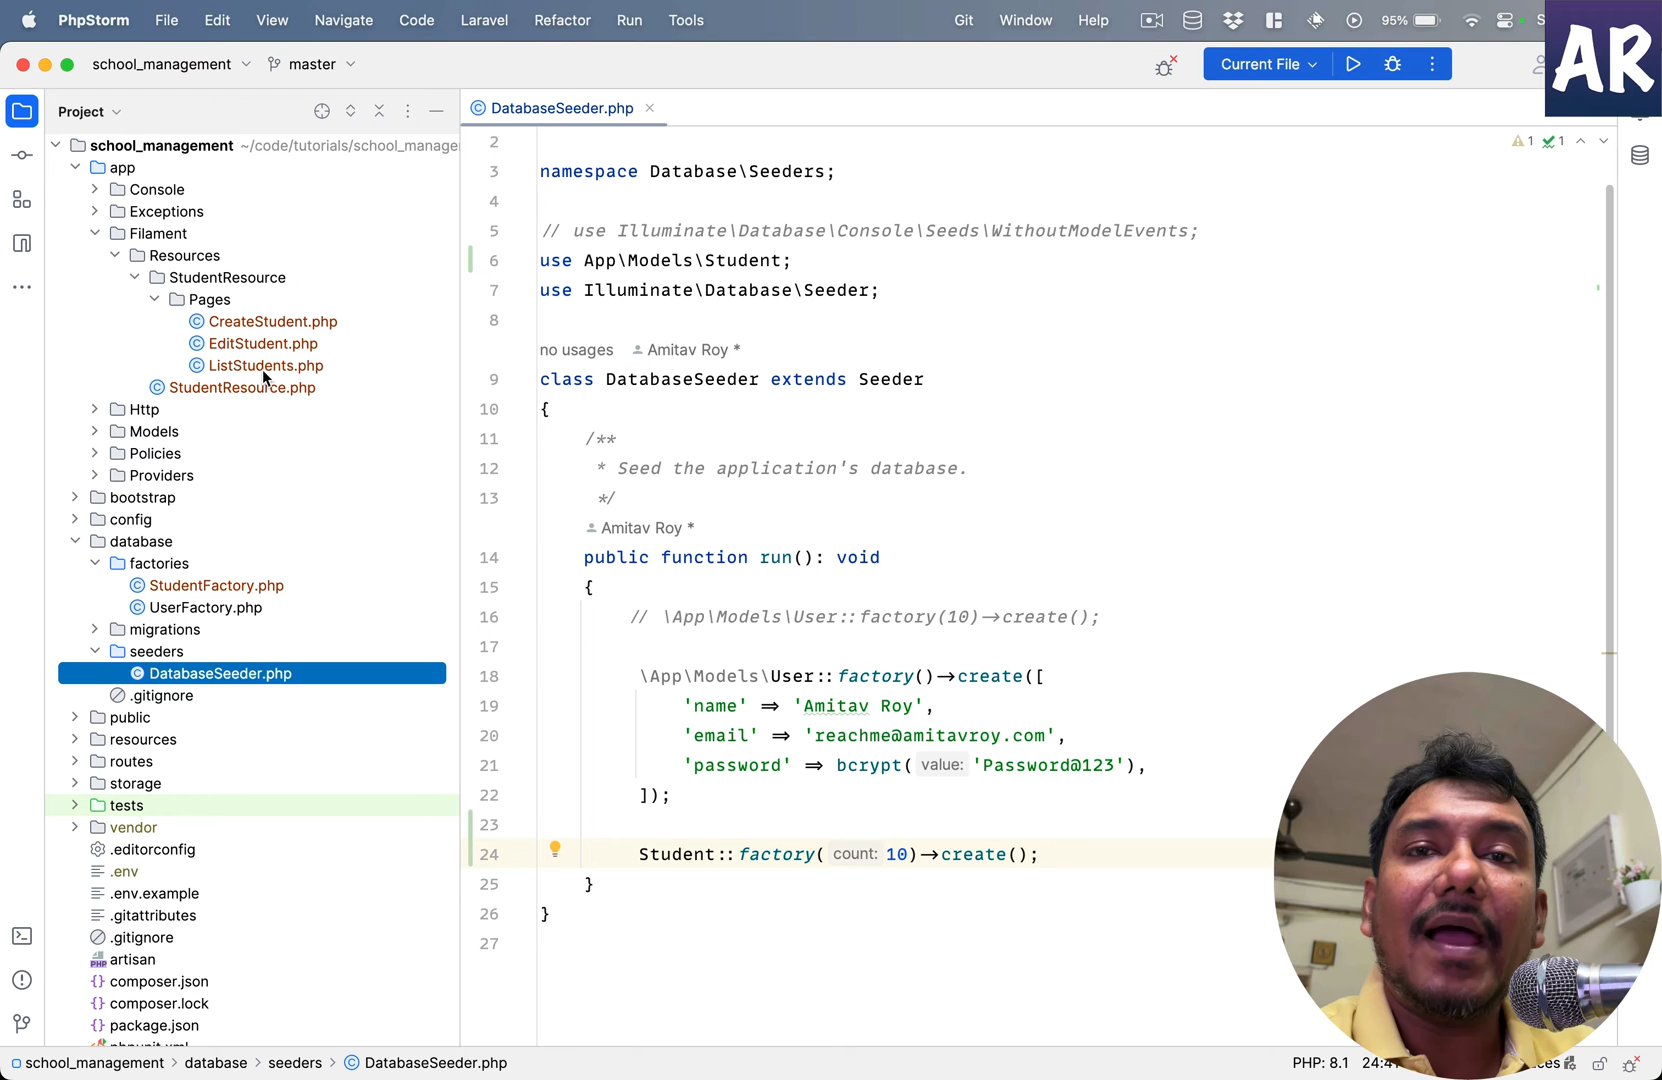 PhpStorm File Edit View Navigate Code Laravel Refactor Run Tools Git Window Help 95%
AR
school_management master Current File
Project
DatabaseSeeder.php
school_management ~/code/tutorials/school_manage
app
Console
Exceptions
Filament
Resources
StudentResource
Pages
CreateStudent.php
EditStudent.php
ListStudents.php
StudentResource.php
Http
Models
Policies
Providers
bootstrap
config
database
factories
StudentFactory.php
UserFactory.php
migrations
seeders
DatabaseSeeder.php
.gitignore
public
resources
routes
storage
tests
vendor
.editorconfig
.env
.env.example
.gitattributes
.gitignore
artisan
composer.json
composer.lock
package.json
1 1
2
3 namespace Database\Seeders;
4
5 // use Illuminate\Database\Console\Seeds\WithoutModelEvents;
6 use App\Models\Student;
7 use Illuminate\Database\Seeder;
8
no usages Amitav Roy *
9 class DatabaseSeeder extends Seeder
10 {
11 /**
12 * Seed the application's database.
13 */
Amitav Roy *
14 public function run(): void
15 {
16 // \App\Models\User::factory(10)->create();
17
18 \App\Models\User::factory()->create([
19 'name' => 'Amitav Roy',
20 'email' => 'reachme@amitavroy.com',
21 'password' => bcrypt( value: 'Password@123'),
22 ]);
23
24 Student::factory( count: 10)->create();
25 }
26 }
27
school_management > database > seeders > DatabaseSeeder.php PHP: 8.1